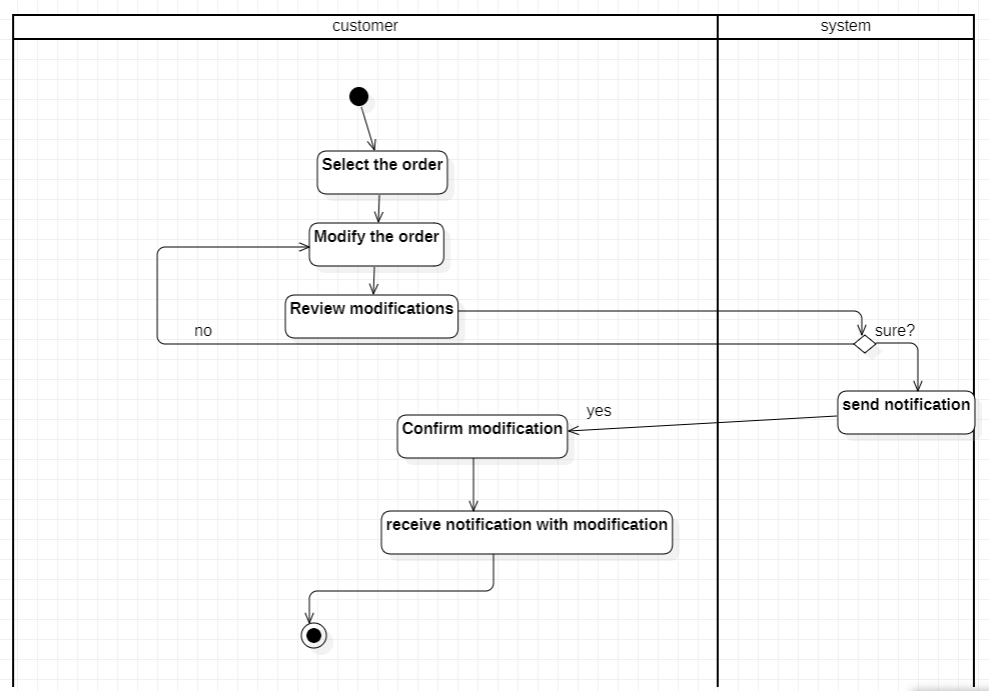 customer
system
Select the order
Modify the order
Review modifications
no
sure?
send notification
yes
Confirm modification
receive notification with modification